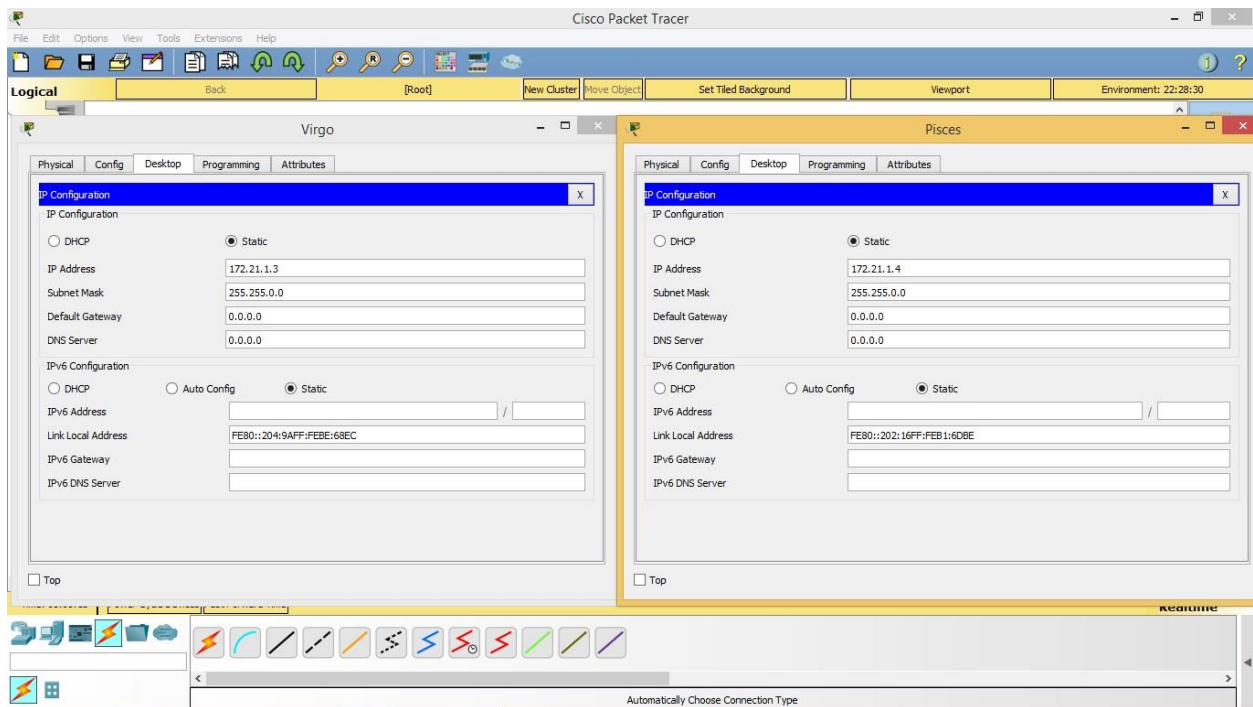 Cisco Packet Tracer
File Edit Options View Tools Extensions Help
Logical Back [Root] New Cluster Move Object Set Tiled Background Viewport Environment: 22:28:30
Virgo
Physical Config Desktop Programming Attributes
IP Configuration X
IP Configuration
DHCP Static
IP Address 172.21.1.3
Subnet Mask 255.255.0.0
Default Gateway 0.0.0.0
DNS Server 0.0.0.0
IPv6 Configuration
DHCP Auto Config Static
IPv6 Address /
Link Local Address FE80::204:9AFF:FEBE:68EC
IPv6 Gateway
IPv6 DNS Server
Top
Pisces
Physical Config Desktop Programming Attributes
IP Configuration X
IP Configuration
DHCP Static
IP Address 172.21.1.4
Subnet Mask 255.255.0.0
Default Gateway 0.0.0.0
DNS Server 0.0.0.0
IPv6 Configuration
DHCP Auto Config Static
IPv6 Address /
Link Local Address FE80::202:16FF:FEB1:6DBE
IPv6 Gateway
IPv6 DNS Server
Top
Realtime
Automatically Choose Connection Type